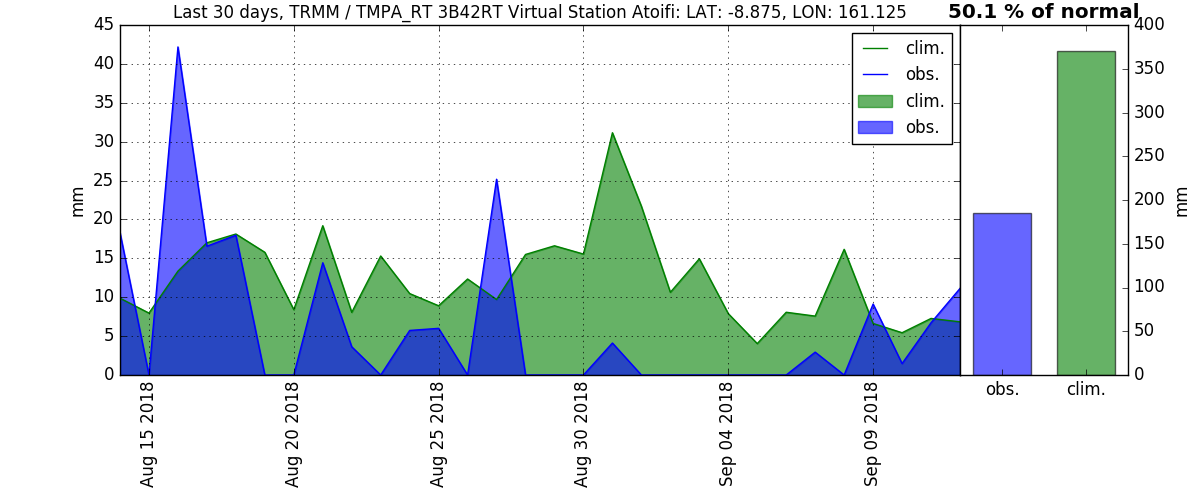 Last 30 days, TRMM / TMPA_RT 3B42RT Virtual Station Atoifi: LAT: -8.875, LON: 161.125
50.1 % of normal
45
40
35
30
25
20
15
10
5
0
mm
clim.
obs.
clim.
obs.
400
350
300
250
200
150
100
50
0
mm
Aug 15 2018
Aug 20 2018
Aug 25 2018
Aug 30 2018
Sep 04 2018
Sep 09 2018
obs.
clim.